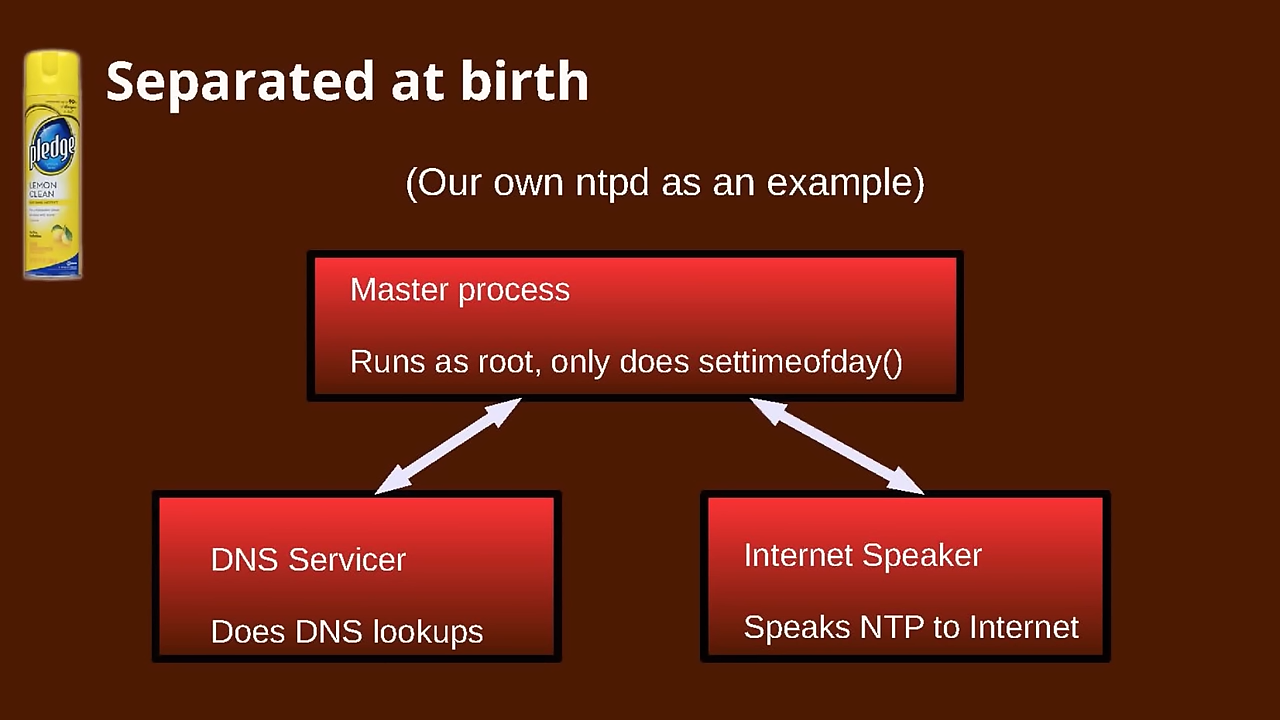 Separated at birth
(Our own ntpd as an example)
pledge
LEMON
CLEAN
Master process
Runs as root, only does settimeofday()
DNS Servicer
Does DNS lookups
Internet Speaker
Speaks NTP to Internet